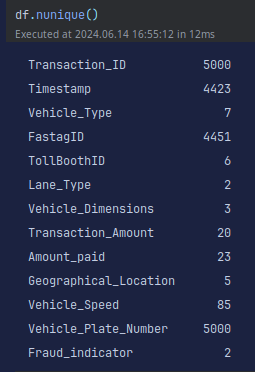 df.nunique()
Executed at 2024.06.14 16:55:12 in 12ms
Transaction_ID 5000
Timestamp 4423
Vehicle_Type 7
FastagID 4451
TollBoothID 6
Lane_Type 2
Vehicle_Dimensions 3
Transaction_Amount 20
Amount_paid 23
Geographical_Location 5
Vehicle_Speed 85
Vehicle_Plate_Number 5000
Fraud_indicator 2